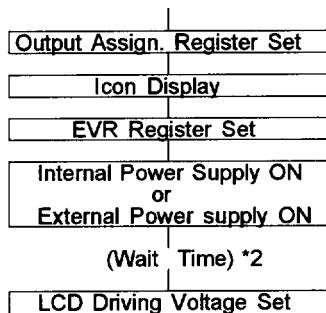 Output Assign. Register Set
Icon Display
EVR Register Set
Internal Power Supply ON
or
External Power supply ON
(Wait Time) *2
LCD Driving Voltage Set